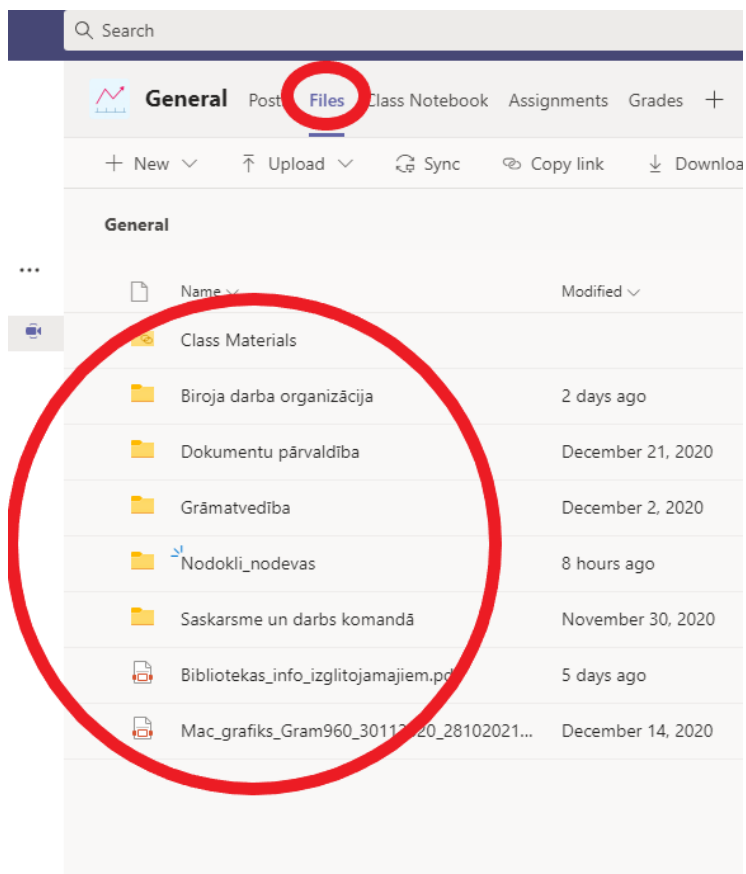 Search
General Post Files Class Notebook Assignments Grades
New Upload Sync Copy link Downloa
General
Name Modified
Class Materials
Biroja darba organizācija 2 days ago
Dokumentu pārvaldība December 21, 2020
Grāmatvedība December 2, 2020
Nodokli_nodevas 8 hours ago
Saskarsme un darbs komandā November 30, 2020
Bibliotekas_info_izglitojamajiem.pd 5 days ago
Mac_grafiks_Gram960_30112020_28102021... December 14, 2020